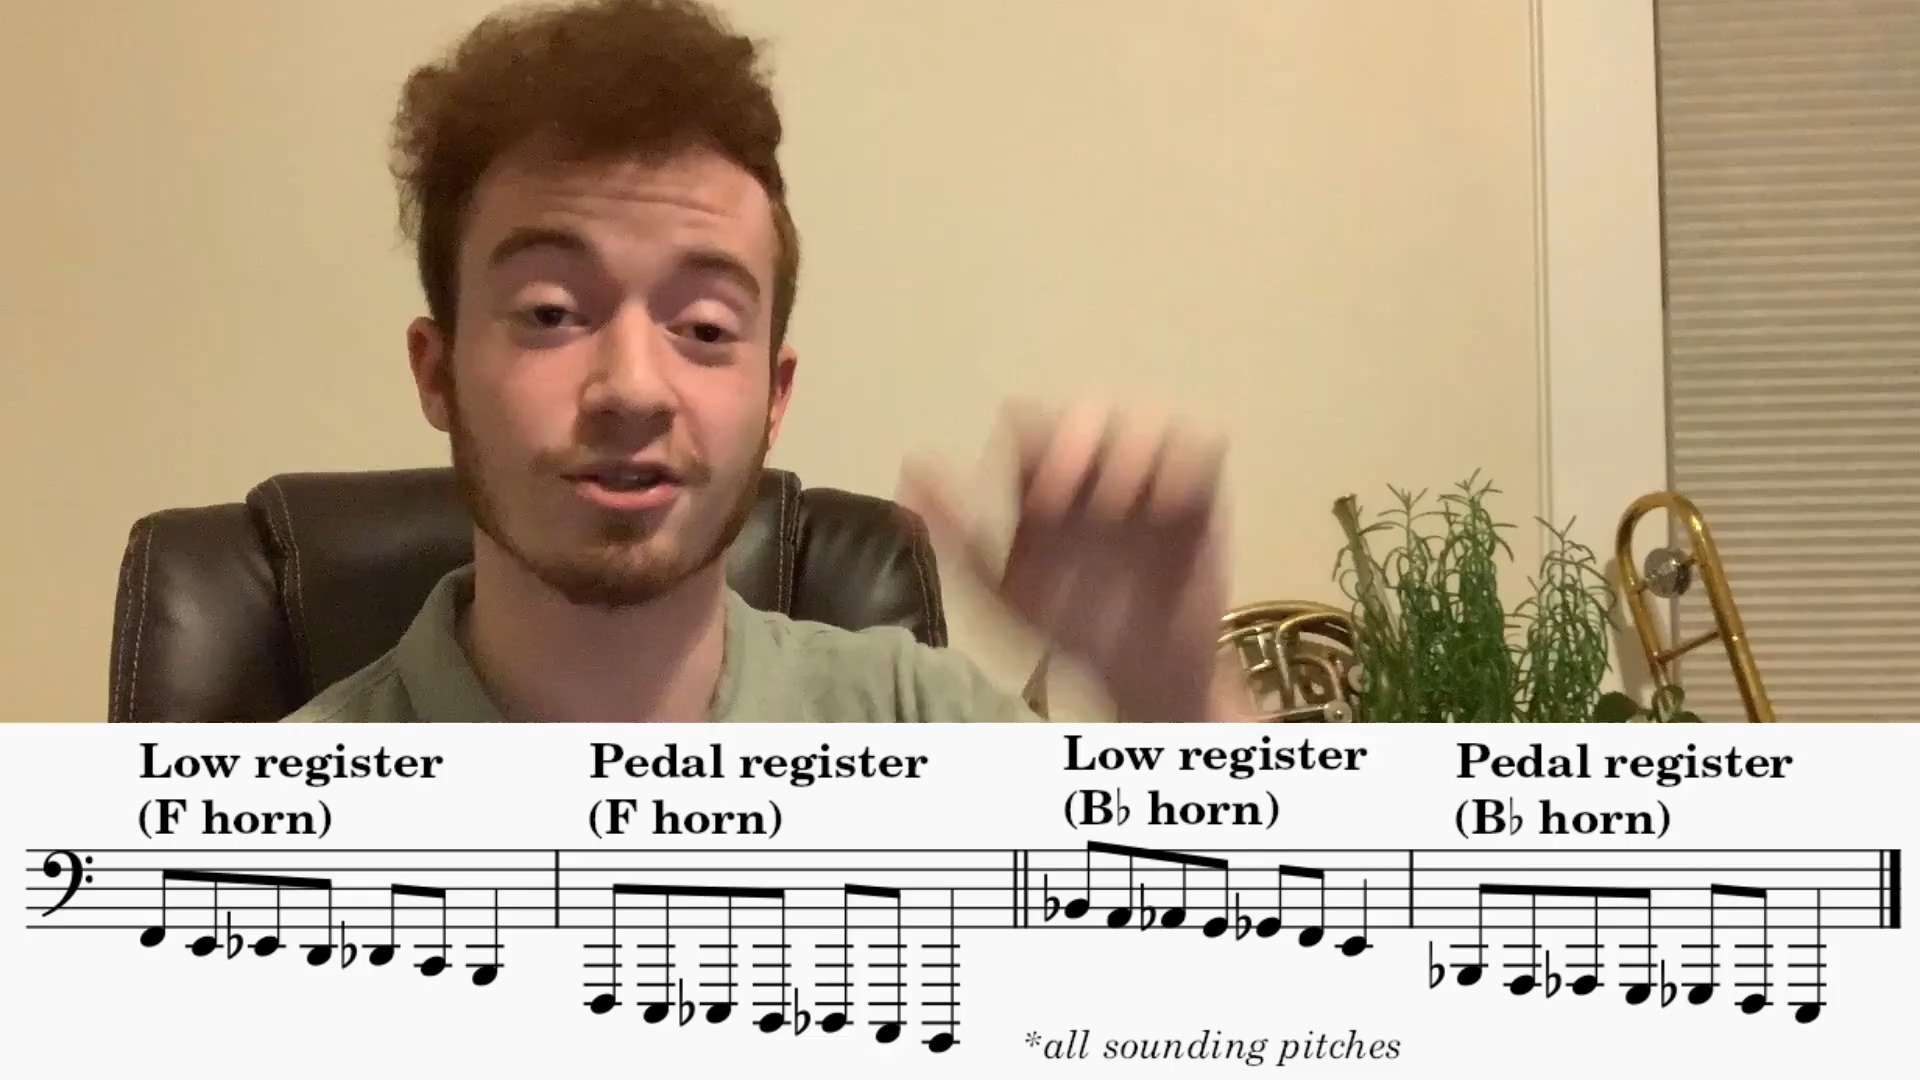 Low register
(F horn)
Pedal register
(F horn)
Low register
(B♭ horn)
Pedal register
(B♭ horn)
*all sounding pitches